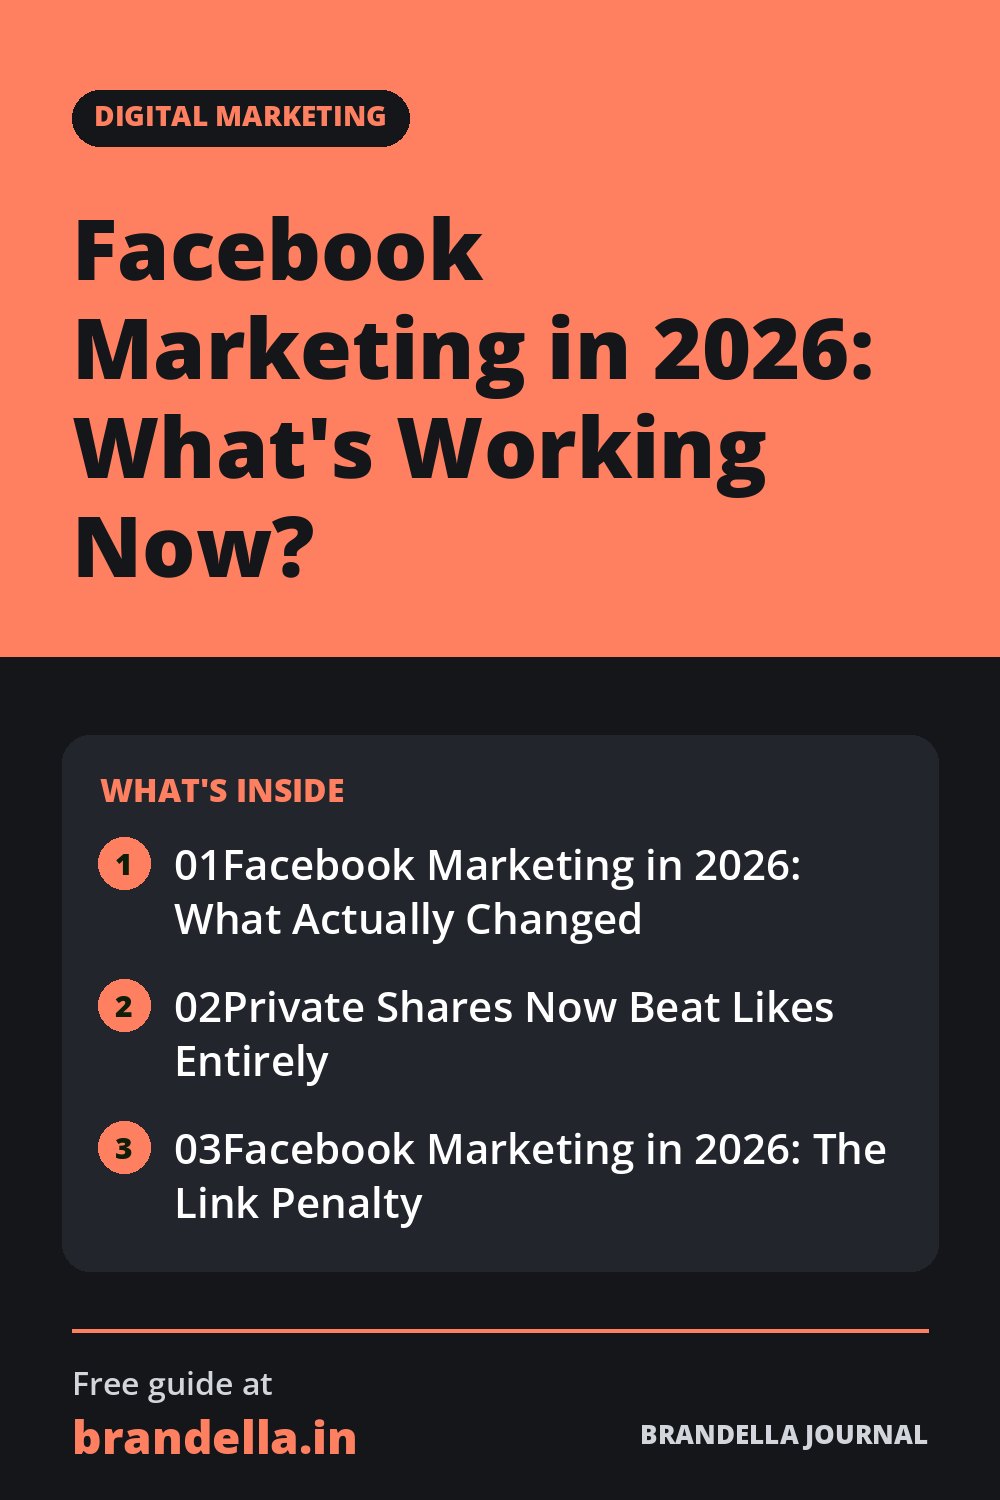 DIGITAL MARKETING
Facebook
Marketing in 2026:
What's Working
Now?
WHAT'S INSIDE
1 01Facebook Marketing in 2026:
What Actually Changed
2 02Private Shares Now Beat Likes
Entirely
3 03Facebook Marketing in 2026: The
Link Penalty
Free guide at
brandella.in
BRANDELLA JOURNAL